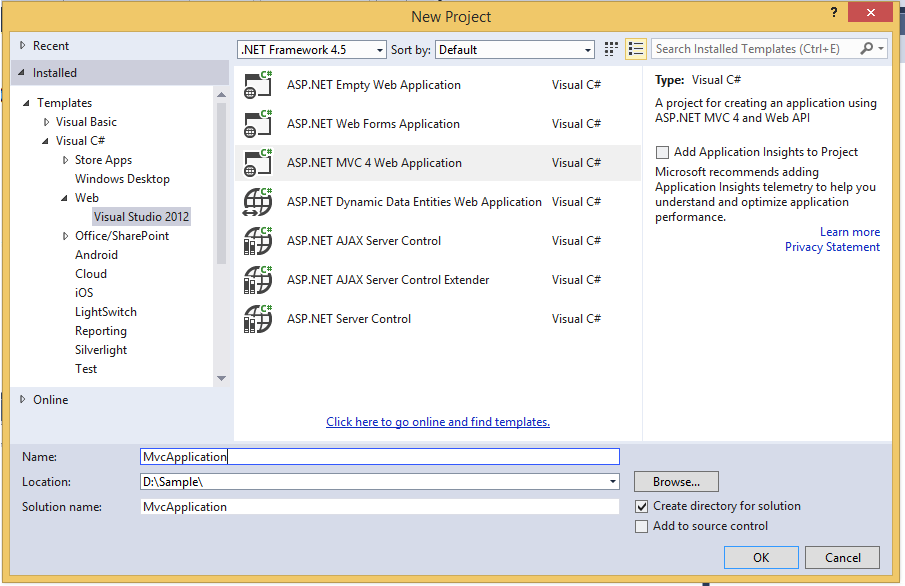 New Project
?
Recent
Installed
Templates
Visual Basic
Visual C#
Store Apps
Windows Desktop
Web
Visual Studio 2012
Office/SharePoint
Android
Cloud
iOS
LightSwitch
Reporting
Silverlight
Test
Online
.NET Framework 4.5 Sort by: Default
C# ASP.NET Empty Web Application Visual C#
C# ASP.NET Web Forms Application Visual C#
C# ASP.NET MVC 4 Web Application Visual C#
C# ASP.NET Dynamic Data Entities Web Application Visual C#
C# ASP.NET AJAX Server Control Visual C#
C# ASP.NET AJAX Server Control Extender Visual C#
C# ASP.NET Server Control Visual C#
Click here to go online and find templates.
Search Installed Templates (Ctrl+E)
Type: Visual C#
A project for creating an application using
ASP.NET MVC 4 and Web API
Add Application Insights to Project
Microsoft recommends adding
Application Insights telemetry to help you
understand and optimize application
performance.
Learn more
Privacy Statement
Name: MvcApplication
Location: D:\Sample\ Browse...
Solution name: MvcApplication
Create directory for solution
Add to source control
OK Cancel